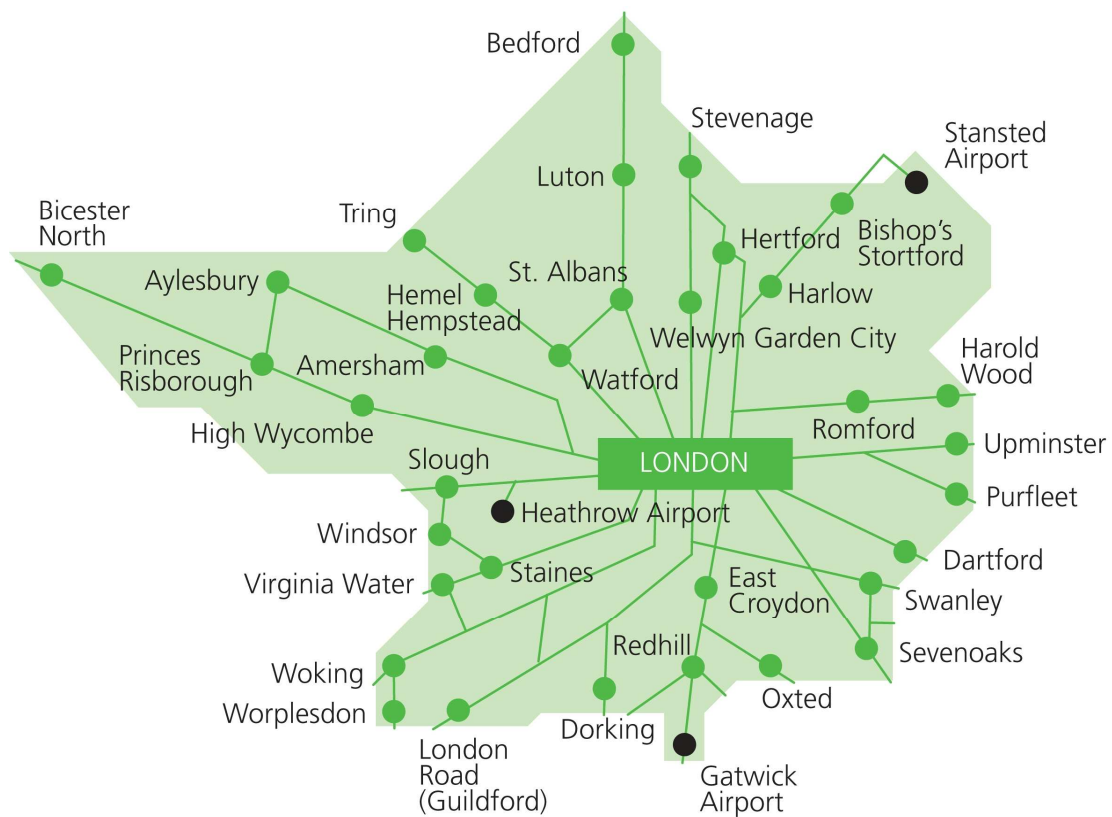 Bedford
Stevenage
Stansted
Airport
Luton
Bicester
North
Tring
Hertford
Bishop's
Stortford
Aylesbury
St. Albans
Hemel
Hempstead
Harlow
Welwyn Garden City
Princes
Risborough
Amersham
Watford
Harold
Wood
High Wycombe
Romford
Slough
LONDON
Upminster
Purfleet
Heathrow Airport
Windsor
Dartford
Virginia Water
Staines
East
Croydon
Swanley
Redhill
Sevenoaks
Woking
Oxted
Worplesdon
Dorking
London
Road
(Guildford)
Gatwick
Airport